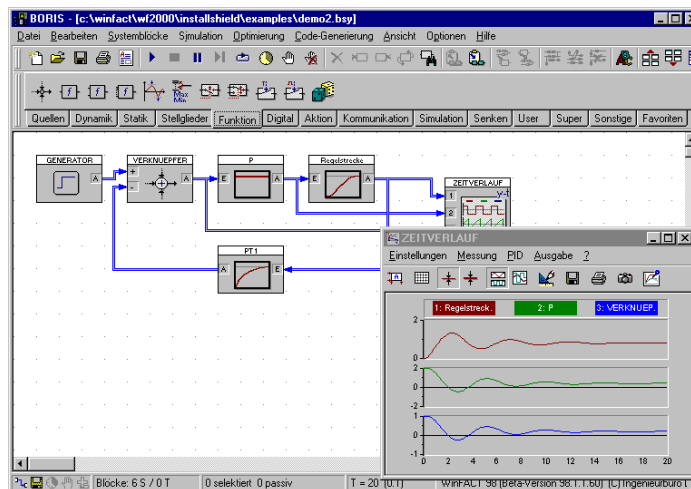 BORIS - [c:\winfact\wf2000\installshield\examples\demo2.bsy]
Datei Bearbeiten Systemblöcke Simulation Optimierung Code-Generierung Ansicht Optionen Hilfe
Max
Min
Quellen Dynamik Statik Stellglieder Funktion Digital Aktion Kommunikation Simulation Senken User Super Sonstige Favoriten
GENERATOR VERKNUEPFER P Regelstrecke
ZEITVERLAUF
A + - A E A E A
y-t
1
2
PT1
A E
ZEITVERLAUF
Einstellungen Messung PID Ausgabe ?
1: Regelstreck. 2: P 3: VERKNUEP.
2
0
2
0
-2
1
0
-1
0 2 4 6 8 10 12 14 16 18 20
Blöcke: 6 S / 0 T 0 selektiert 0 passiv T = 20 (0.1) WinFACT 98 (Beta-Version 98.1.1.60) (C) Ingenieurbüro